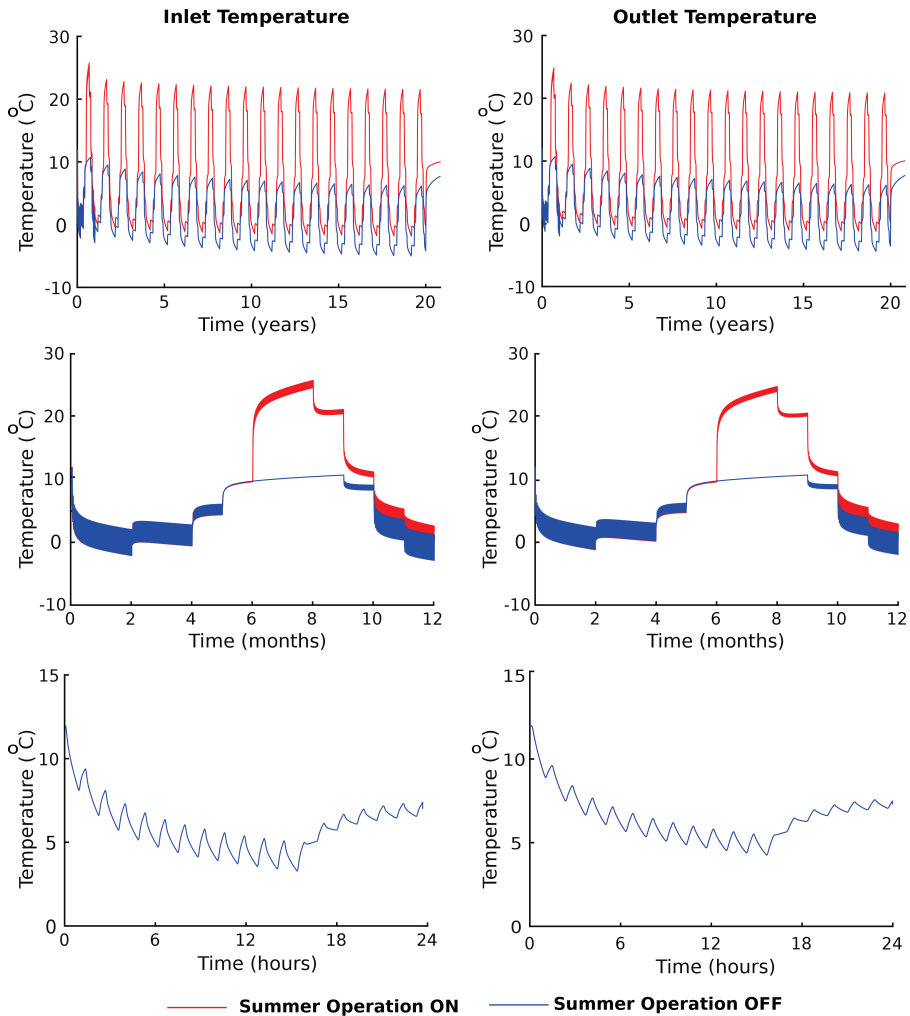 Inlet Temperature Outlet Temperature
30 30
20 20
10 10
0 0
-10 -10
0 5 10 15 20 0 5 10 15 20
Temperature (°C) Temperature (°C)
Time (years) Time (years)
30 30
20 20
10 10
0 0
-10 -10
0 2 4 6 8 10 12 0 2 4 6 8 10 12
Temperature (°C) Temperature (°C)
Time (months) Time (months)
15 15
10 10
5 5
0 0
0 6 12 18 24 0 6 12 18 24
Temperature (°C) Temperature (°C)
Time (hours) Time (hours)
Summer Operation ON Summer Operation OFF